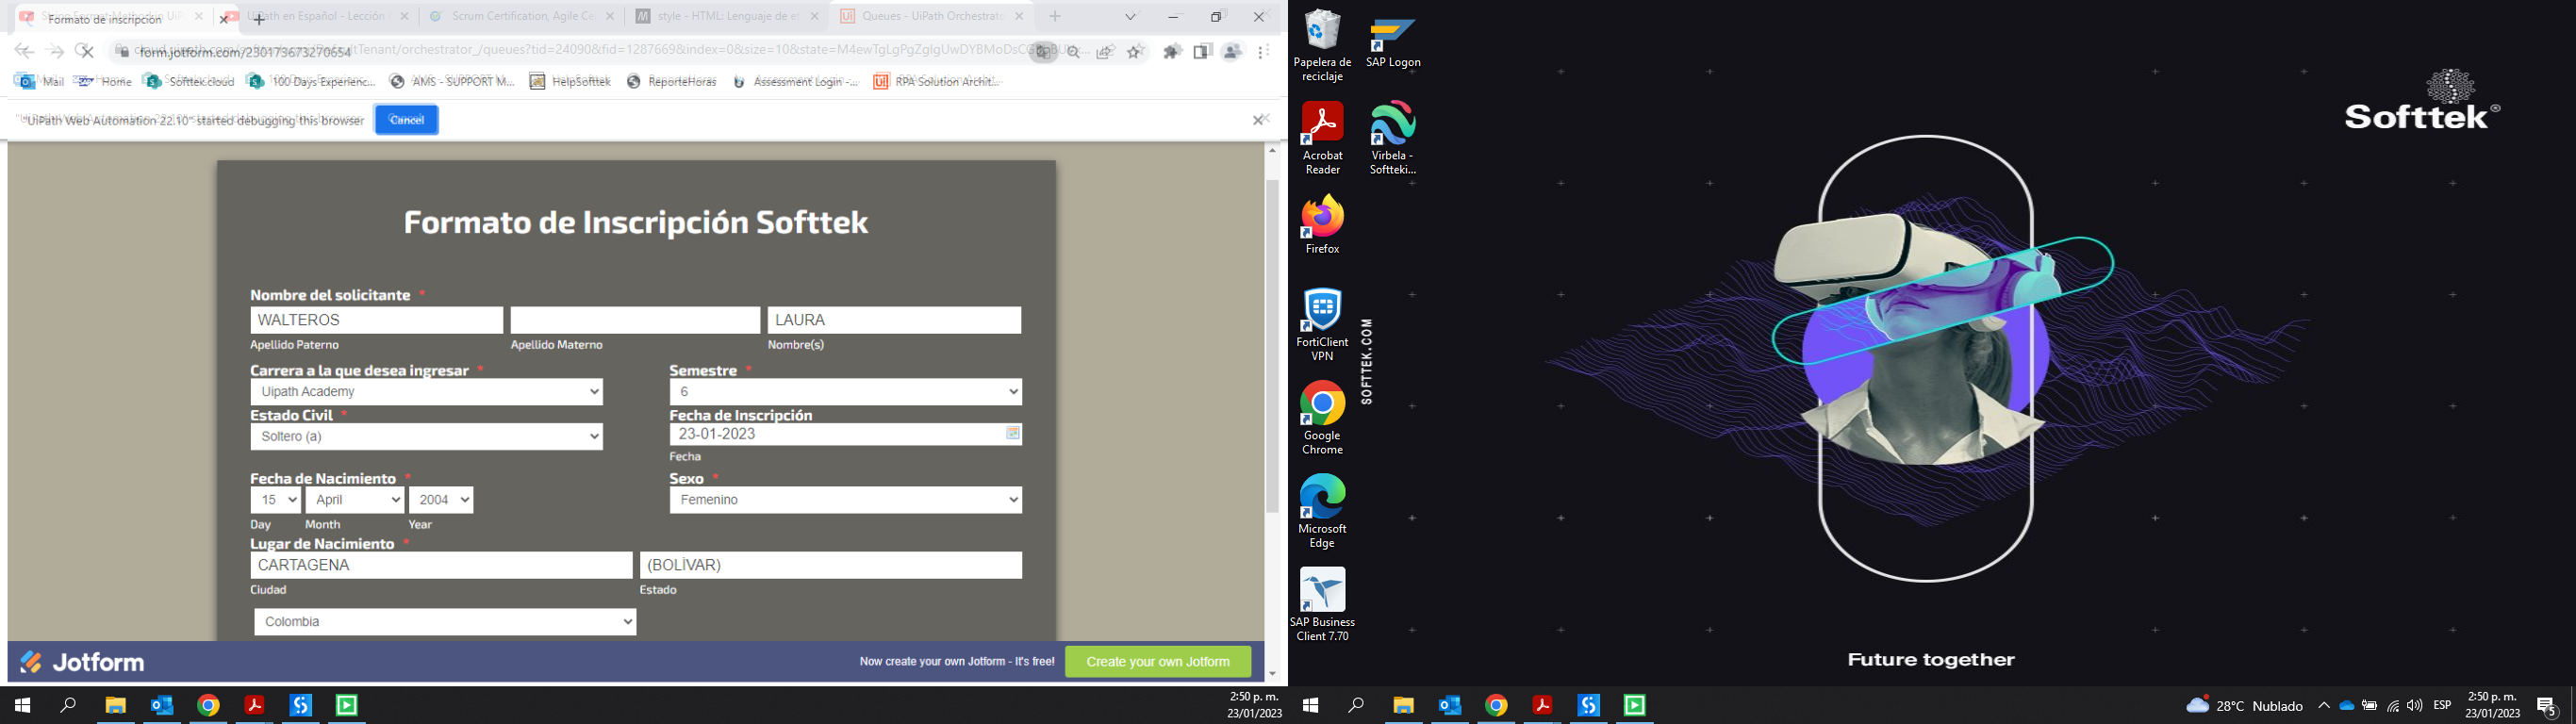 Formato de inscripción
UiPath en Español - Lección
Scrum Certification, Agile Cer
style - HTML: Lenguaje de et
Queues - UiPath Orchestrato
form.jotform.com/230173673270654
Mail
Home
Softtek.cloud
100 Days Experienc...
AMS - SUPPORT M...
HelpSofttek
ReporteHoras
Assessment Login -...
RPA Solution Archit...
"UiPath Web Automation 22.10" started debugging this browser
Cancel
Formato de Inscripción Softtek
Nombre del solicitante *
WALTEROS
LAURA
Apellido Paterno
Apellido Materno
Nombre(s)
Carrera a la que desea ingresar *
Semestre *
Uipath Academy
6
Estado Civil *
Fecha de Inscripción
Soltero (a)
23-01-2023
Fecha
Fecha de Nacimiento *
Sexo *
15
April
2004
Femenino
Day
Month
Year
Lugar de Nacimiento *
CARTAGENA
(BOLÍVAR)
Ciudad
Estado
Colombia
Jotform
Now create your own Jotform - It's free!
Create your own Jotform
2:50 p. m.
23/01/2023
Papelera de
reciclaje
SAP Logon
Acrobat
Reader
Virbela -
Softteki...
Firefox
FortiClient
VPN
Google
Chrome
Microsoft
Edge
SAP Business
Client 7.70
SOFTTEK.COM
Softtek®
Future together
28°C Nublado
ESP
2:50 p. m.
23/01/2023
5